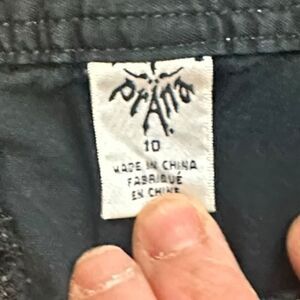 prAna
10
MADE IN CHINA
FABRIQUÉ
EN CHINE